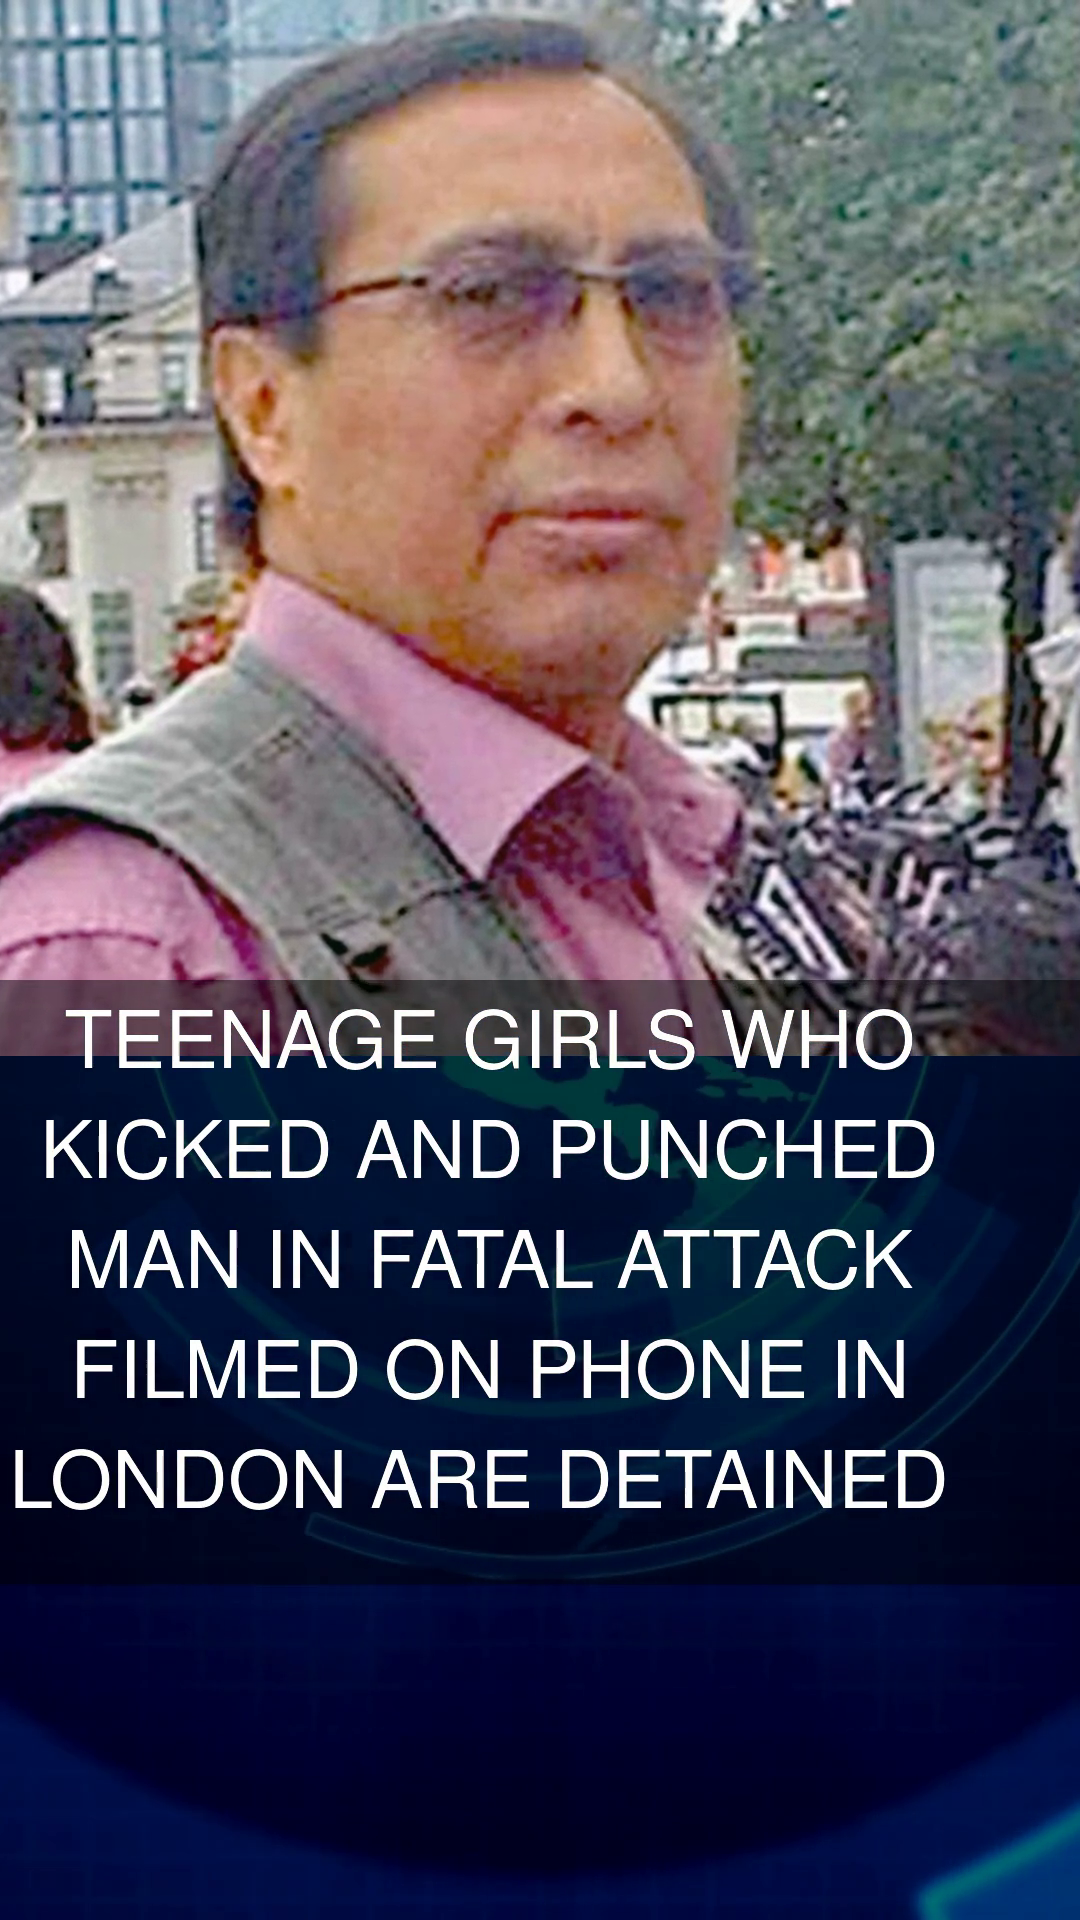 TEENAGE GIRLS WHO
KICKED AND PUNCHED
MAN IN FATAL ATTACK
FILMED ON PHONE IN
LONDON ARE DETAINED